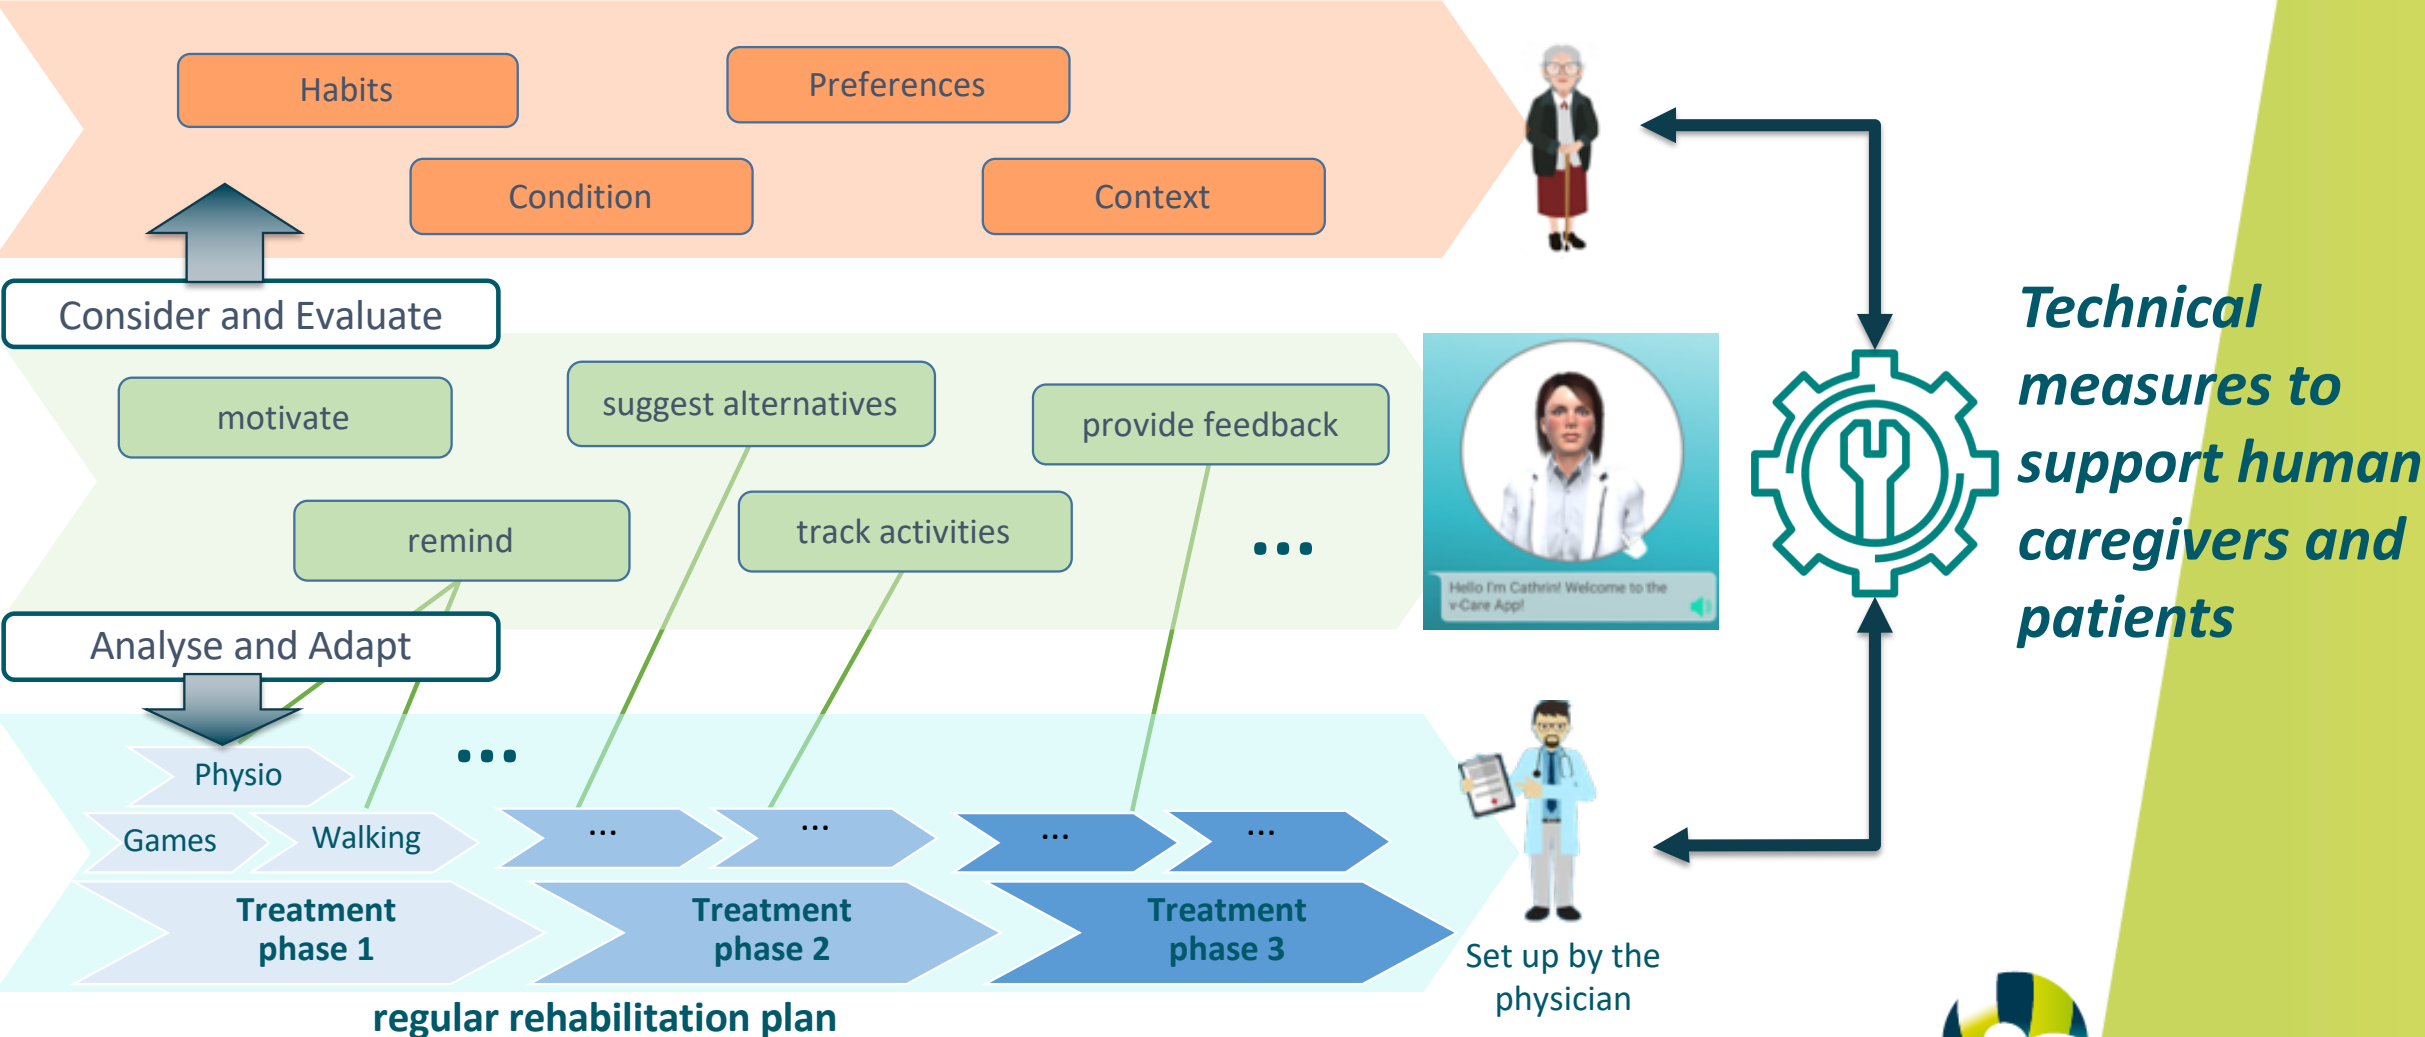 Habits
Preferences
Condition
Context
Consider and Evaluate
motivate
suggest alternatives
provide feedback
remind
track activities
...
Hello I'm Cathrin! Welcome to the
v-Care App!
Technical
measures to
support human
caregivers and
patients
Analyse and Adapt
Physio
...
Games
Walking
...
...
...
...
Treatment
phase 1
Treatment
phase 2
Treatment
phase 3
Set up by the
physician
regular rehabilitation plan